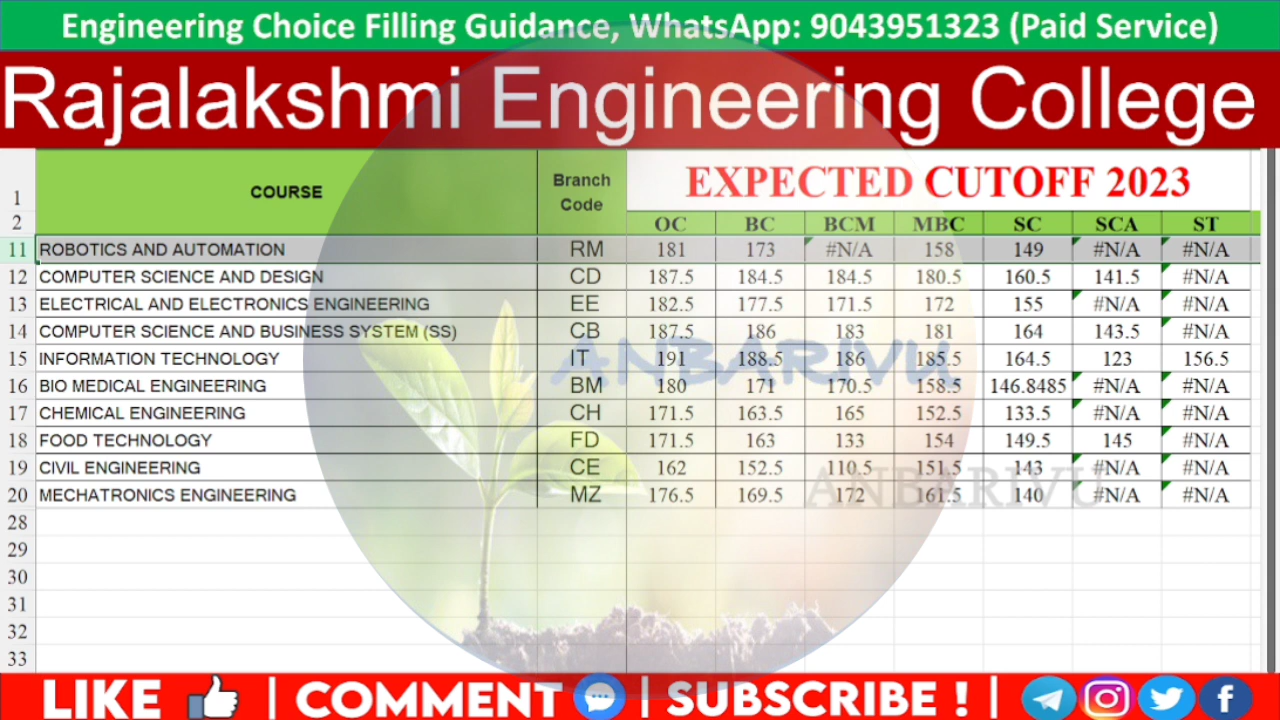 Engineering Choice Filling Guidance, WhatsApp: 9043951323 (Paid Service)
Rajalakshmi Engineering College
1 COURSE Branch Code EXPECTED CUTOFF 2023
2 OC BC BCM MBC SC SCA ST
11 ROBOTICS AND AUTOMATION RM 181 173 #N/A 158 149 #N/A #N/A
12 COMPUTER SCIENCE AND DESIGN CD 187.5 184.5 184.5 180.5 160.5 141.5 #N/A
13 ELECTRICAL AND ELECTRONICS ENGINEERING EE 182.5 177.5 171.5 172 155 #N/A #N/A
14 COMPUTER SCIENCE AND BUSINESS SYSTEM (SS) CB 187.5 186 183 181 164 143.5 #N/A
15 INFORMATION TECHNOLOGY IT 191 188.5 186 185.5 164.5 123 156.5
ANBARIVU
16 BIO MEDICAL ENGINEERING BM 180 171 170.5 158.5 146.8485 #N/A #N/A
17 CHEMICAL ENGINEERING CH 171.5 163.5 165 152.5 133.5 #N/A #N/A
18 FOOD TECHNOLOGY FD 171.5 163 133 154 149.5 145 #N/A
19 CIVIL ENGINEERING CE 162 152.5 110.5 151.5 143 #N/A #N/A
20 MECHATRONICS ENGINEERING MZ 176.5 169.5 172 161.5 140 #N/A #N/A
ANBARIVU
28
29
30
31
32
33
LIKE | COMMENT | SUBSCRIBE ! |